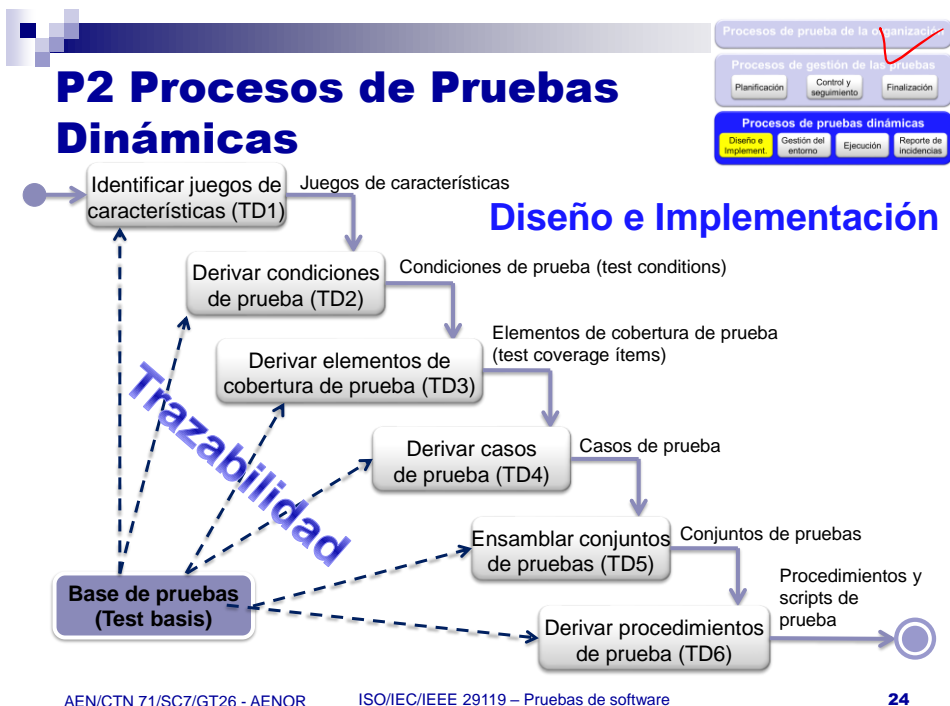 Procesos de prueba de la organización
Procesos de gestión de las pruebas
Planificación
Control y
seguimiento
Finalización
Procesos de pruebas dinámicas
Diseño e
Implement.
Gestión del
entorno
Ejecución
Reporte de
incidencias
P2 Procesos de Pruebas
Dinámicas
Diseño e Implementación
Identificar juegos de
características (TD1)
Juegos de características
Derivar condiciones
de prueba (TD2)
Condiciones de prueba (test conditions)
Derivar elementos de
cobertura de prueba (TD3)
Elementos de cobertura de prueba
(test coverage ítems)
Trazabilidad
Derivar casos
de prueba (TD4)
Casos de prueba
Ensamblar conjuntos
de pruebas (TD5)
Conjuntos de pruebas
Base de pruebas
(Test basis)
Derivar procedimientos
de prueba (TD6)
Procedimientos y
scripts de
prueba
AEN/CTN 71/SC7/GT26 - AENOR
ISO/IEC/IEEE 29119 – Pruebas de software
24